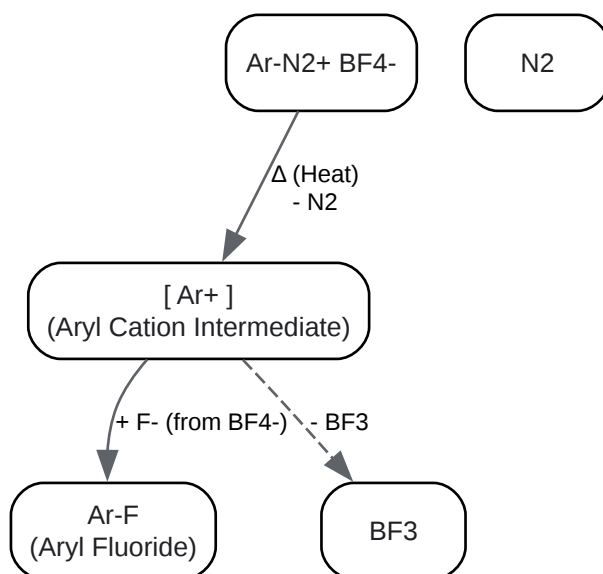 Ar-N2+ BF4-
N2
Δ (Heat)
- N2
[ Ar+ ]
(Aryl Cation Intermediate)
+ F- (from BF4-)
- BF3
Ar-F
(Aryl Fluoride)
BF3